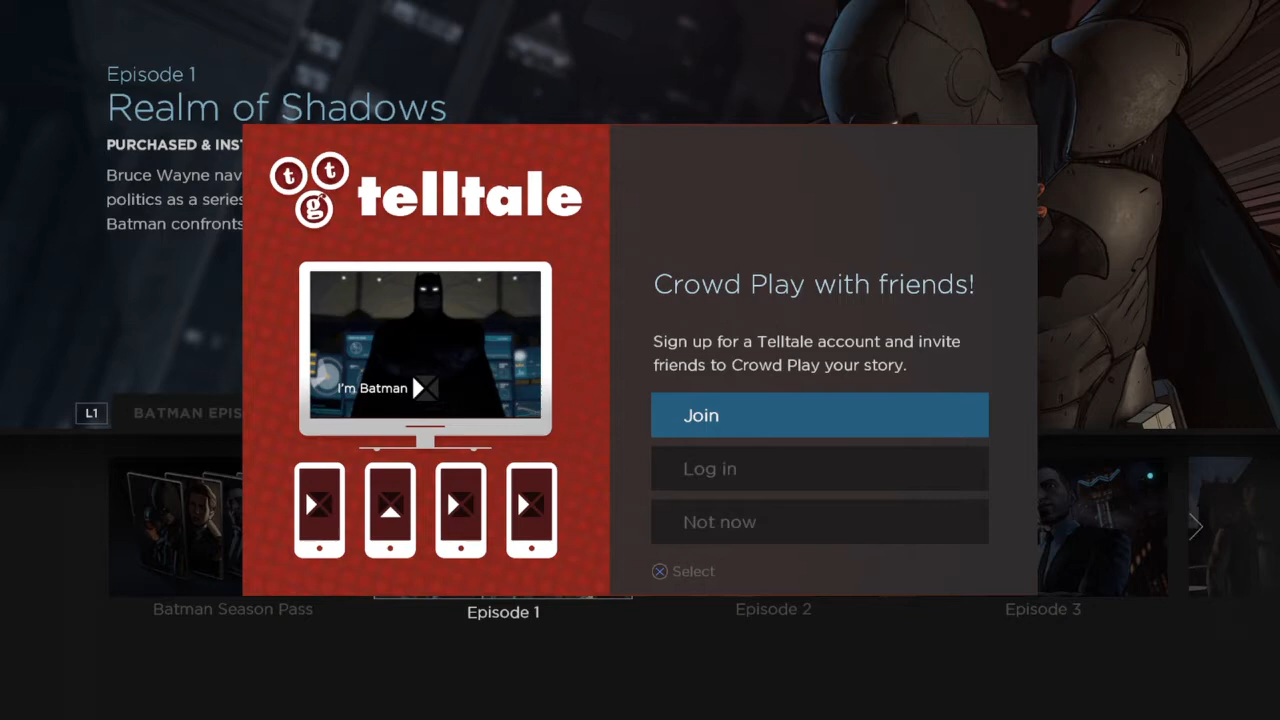 Episode 1
Realm of Shadows
PURCHASED & INS
Bruce Wayne nav
politics as a series
Batman confronts
t t g telltale
I'm Batman
Crowd Play with friends!
Sign up for a Telltale account and invite
friends to Crowd Play your story.
Join
Log in
Not now
Select
L1 BATMAN EPIS
Batman Season Pass
Episode 1
Episode 2
Episode 3